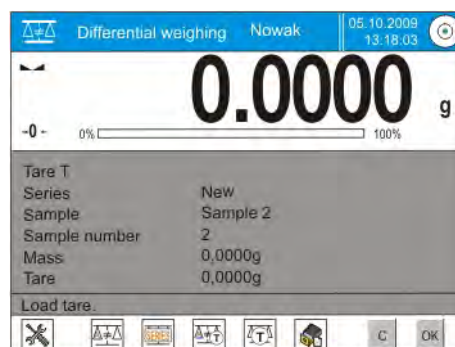 Differential weighing Nowak 05.10.2009
13:18:03
0.0000 g
-0- 0% 100%
Tare T
Series New
Sample Sample 2
Sample number 2
Mass 0,0000g
Tare 0,0000g
Load tare.
SERIES T T C OK